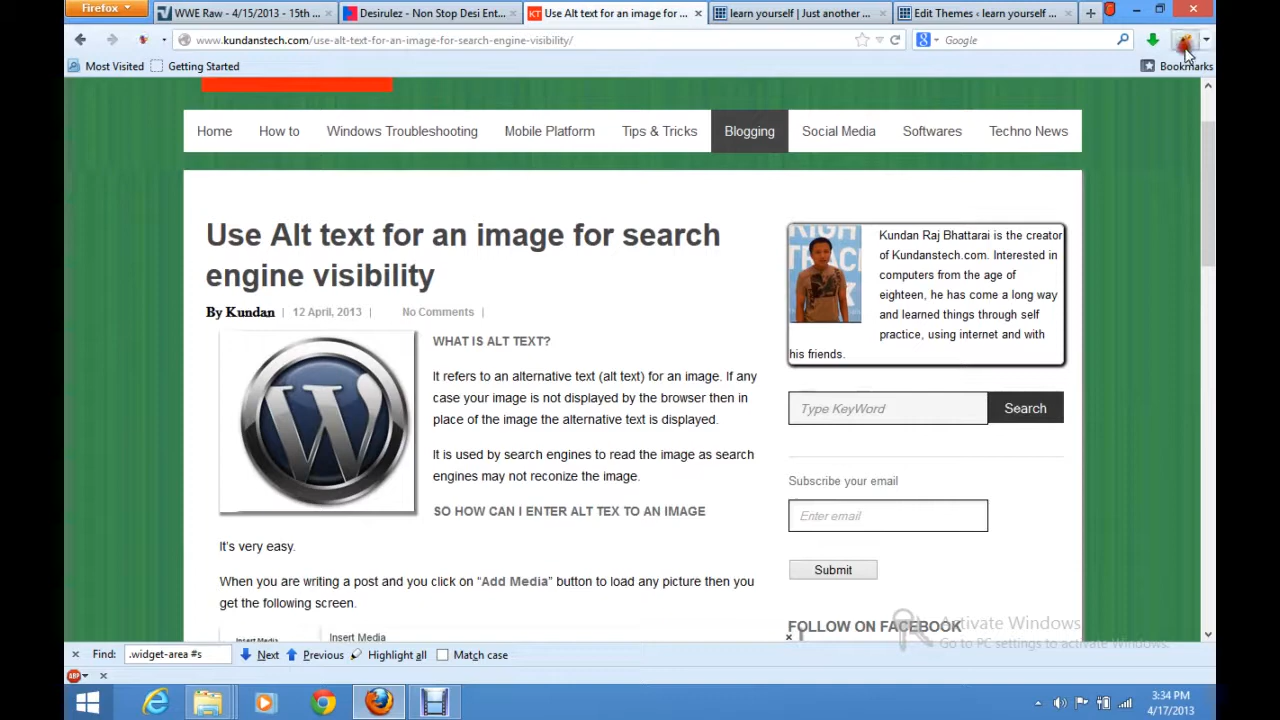 Firefox
WWE Raw - 4/15/2013 - 15th ...
Desirulez - Non Stop Desi Ent...
Use Alt text for an image for ...
learn yourself | Just another ...
Edit Themes ‹ learn yourself ...
www.kundanstech.com/use-alt-text-for-an-image-for-search-engine-visibility/
Google
Most Visited
Getting Started
Bookmarks
Home
How to
Windows Troubleshooting
Mobile Platform
Tips & Tricks
Blogging
Social Media
Softwares
Techno News
Use Alt text for an image for search
engine visibility
By Kundan | 12 April, 2013 | No Comments |
WHAT IS ALT TEXT?
It refers to an alternative text (alt text) for an image. If any
case your image is not displayed by the browser then in
place of the image the alternative text is displayed.
It is used by search engines to read the image as search
engines may not reconize the image.
SO HOW CAN I ENTER ALT TEX TO AN IMAGE
It's very easy.
When you are writing a post and you click on “Add Media” button to load any picture then you
get the following screen.
Insert Media
Insert Media
Kundan Raj Bhattarai is the creator
of Kundanstech.com. Interested in
computers from the age of
eighteen, he has come a long way
and learned things through self
practice, using internet and with
his friends.
Type KeyWord
Search
Subscribe your email
Enter email
Submit
FOLLOW ON FACEBOOK
Activate Windows
Go to PC settings to activate Windows.
Find: .widget-area #s
Next
Previous
Highlight all
Match case
ABP
3:34 PM
4/17/2013